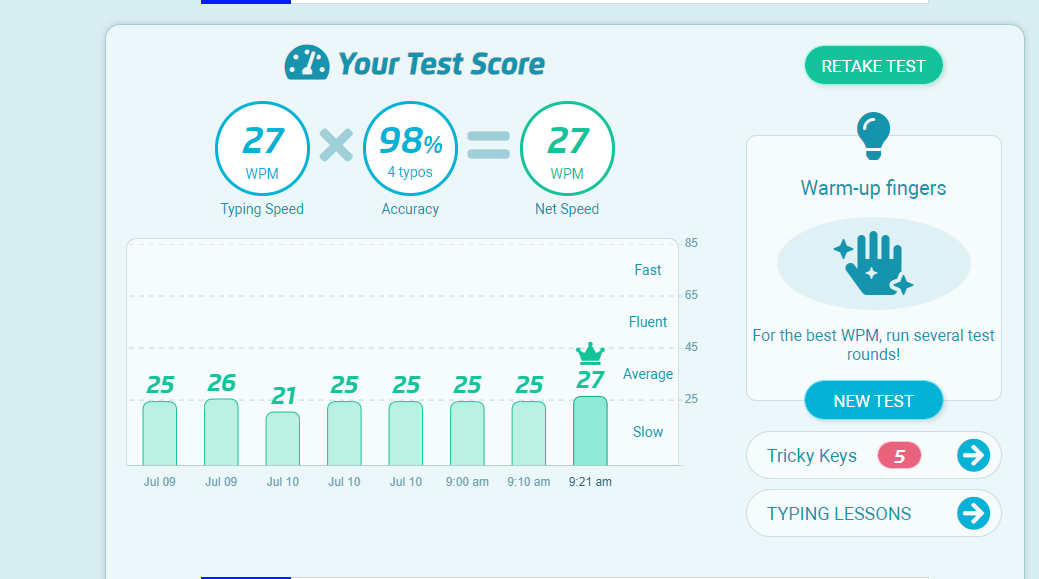 Your Test Score
RETAKE TEST
27
WPM
Typing Speed
98%
4 typos
Accuracy
27
WPM
Net Speed
85
Fast
65
Fluent
45
Average
25
Slow
25
26
21
25
25
25
25
27
Jul 09
Jul 09
Jul 10
Jul 10
Jul 10
9:00 am
9:10 am
9:21 am
Warm-up fingers
For the best WPM, run several test
rounds!
NEW TEST
Tricky Keys 5
TYPING LESSONS